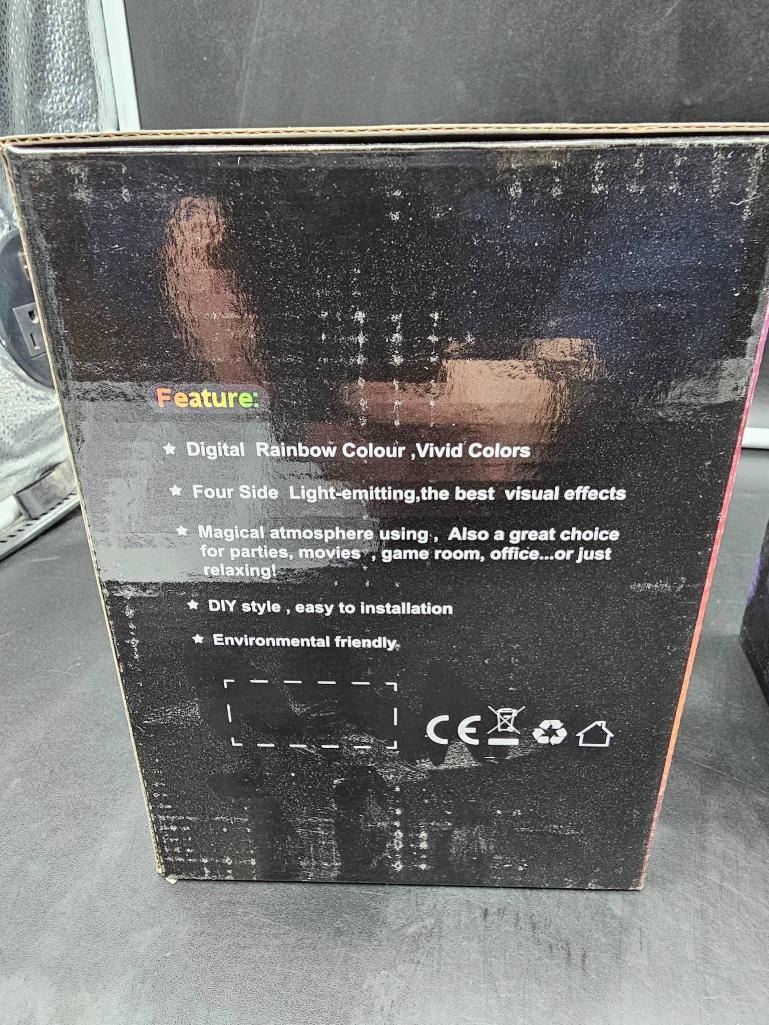 Feature:
★ Digital Rainbow Colour ,Vivid Colors
★ Four Side Light-emitting,the best visual effects
★ Magical atmosphere using , Also a great choice
for parties, movies , game room, office...or just
relaxing!
★ DIY style , easy to installation
★ Environmental friendly.
CE